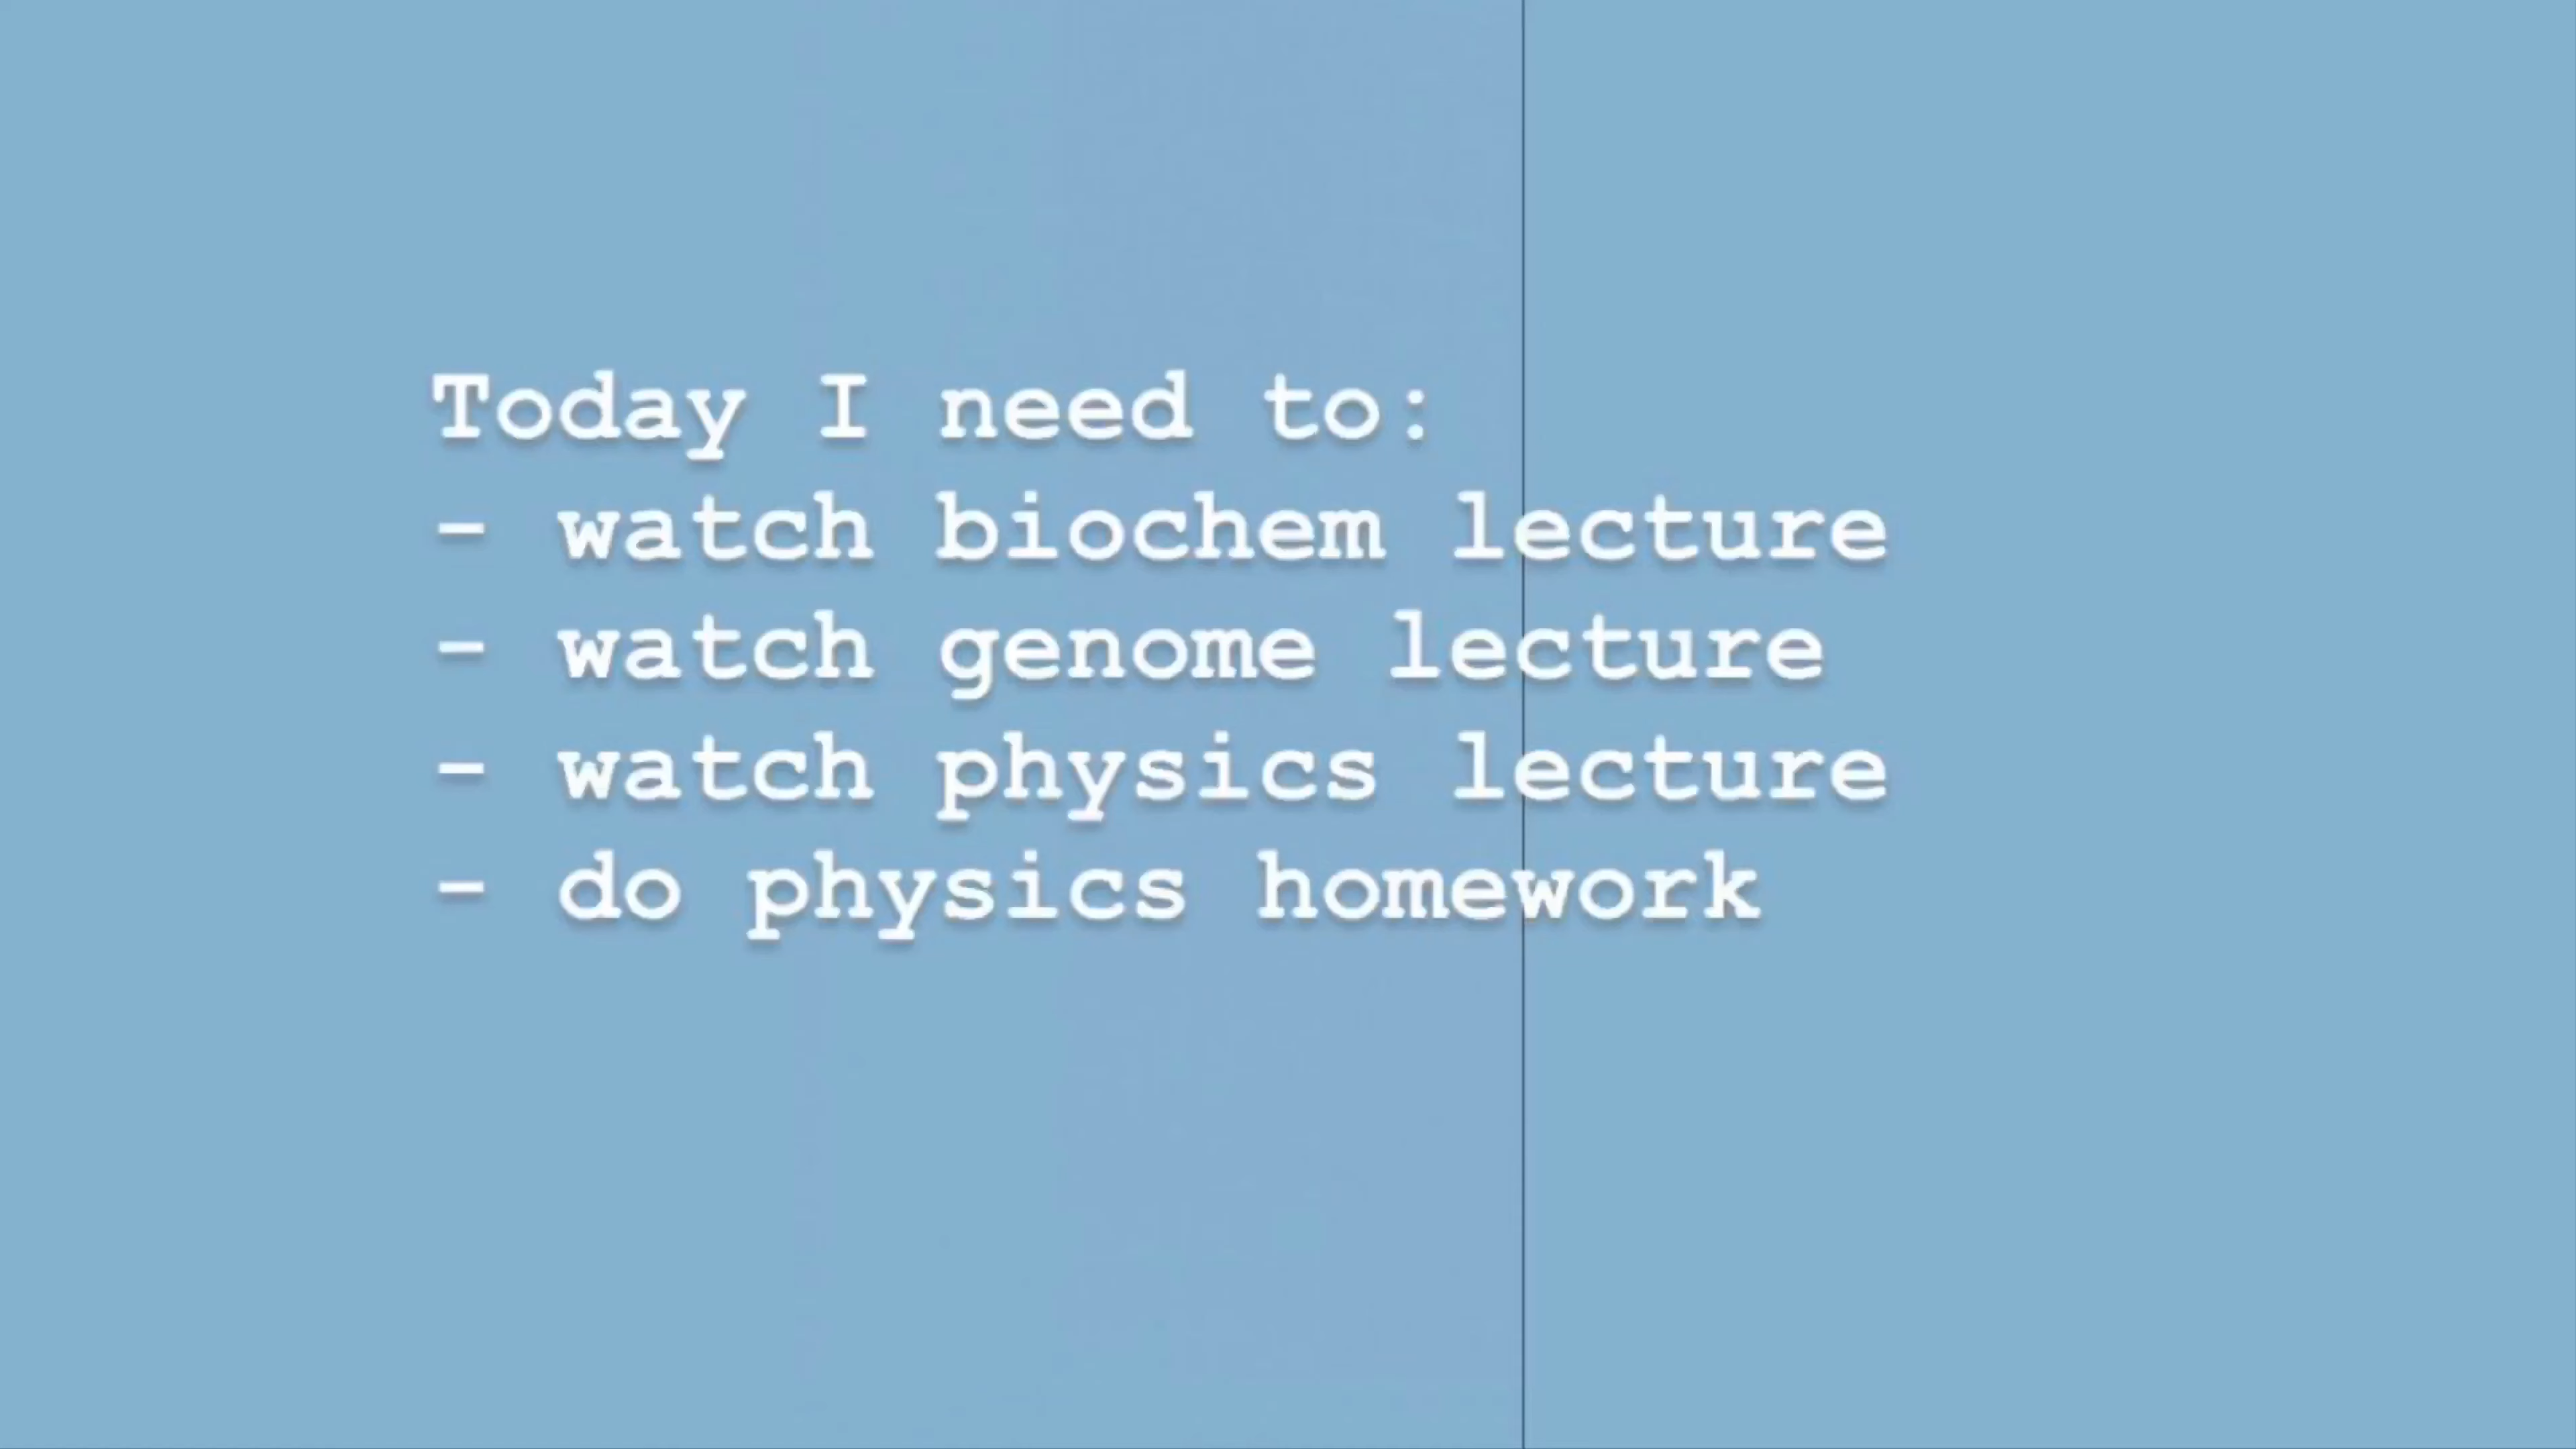 Today I need to:
- watch biochem lecture
- watch genome lecture
- watch physics lecture
- do physics homework